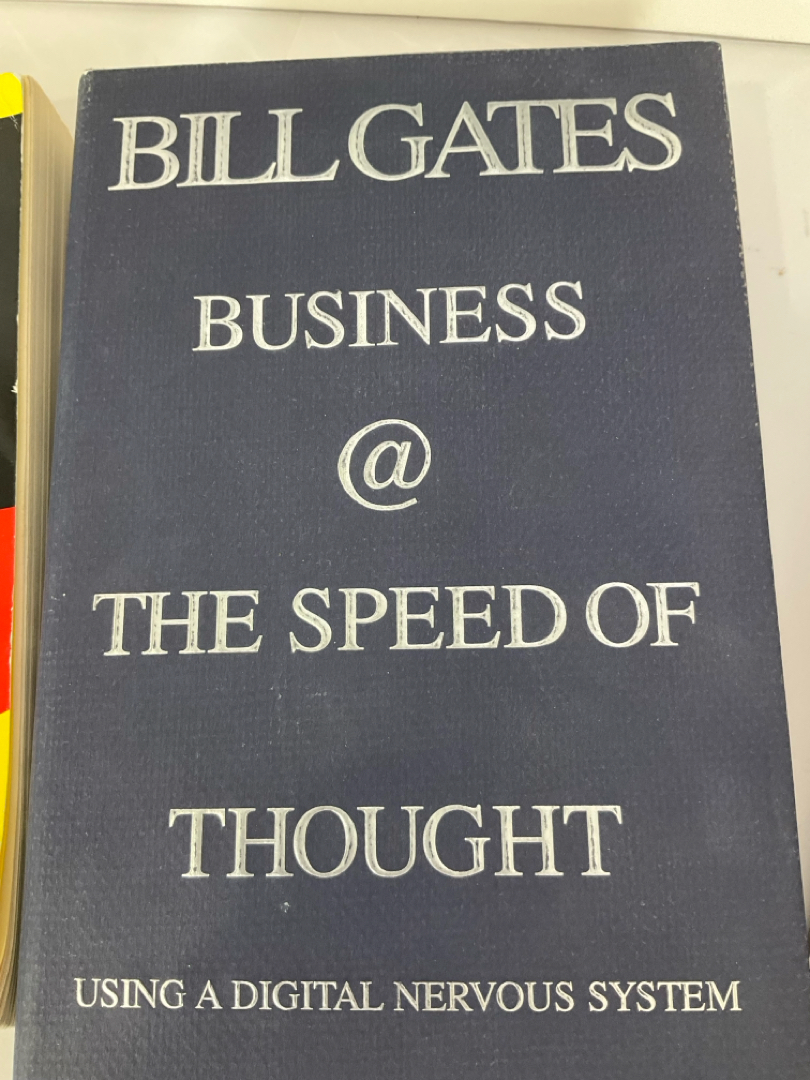 BILL GATES
BUSINESS
@
THE SPEED OF
THOUGHT
USING A DIGITAL NERVOUS SYSTEM